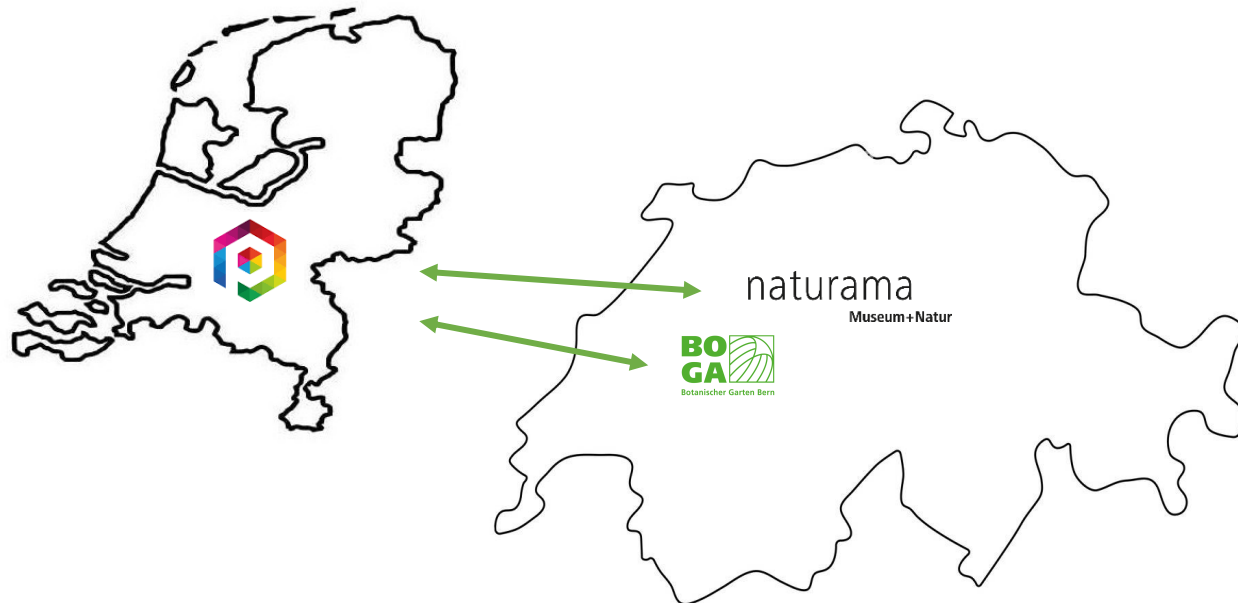 naturama
Museum+Natur
BO
GA
Botanischer Garten Bern